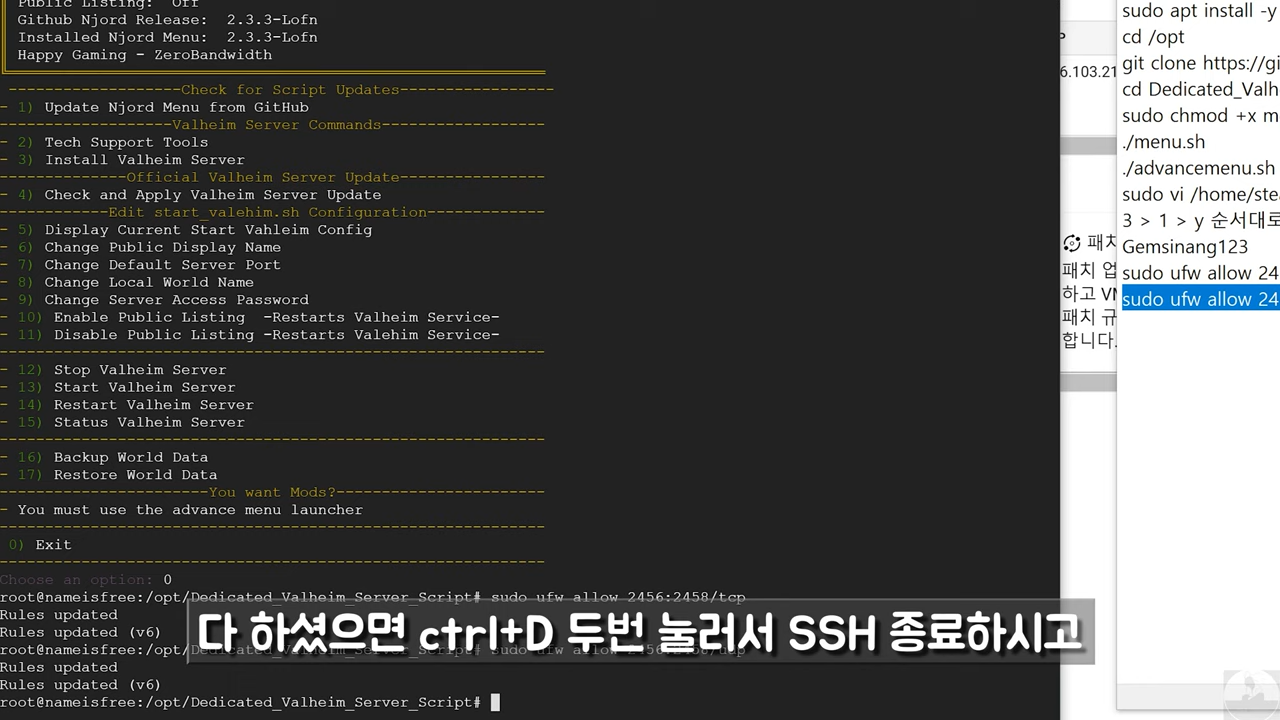 Public Listing: Off
Github Njord Release: 2.3.3-Lofn
Installed Njord Menu: 2.3.3-Lofn
Happy Gaming - ZeroBandwidth
-------------------Check for Script Updates-----------------
- 1) Update Njord Menu from GitHub
------------------Valheim Server Commands------------------
- 2) Tech Support Tools
- 3) Install Valheim Server
--------------Official Valheim Server Update----------------
- 4) Check and Apply Valheim Server Update
------------Edit start_valehim.sh Configuration-------------
- 5) Display Current Start Vahleim Config
- 6) Change Public Display Name
- 7) Change Default Server Port
- 8) Change Local World Name
- 9) Change Server Access Password
- 10) Enable Public Listing -Restarts Valheim Service-
- 11) Disable Public Listing -Restarts Valehim Service-
- 12) Stop Valheim Server
- 13) Start Valheim Server
- 14) Restart Valheim Server
- 15) Status Valheim Server
- 16) Backup World Data
- 17) Restore World Data
-----------------------You want Mods?-----------------------
- You must use the advance menu launcher
0) Exit
Choose an option: 0
root@nameisfree:/opt/Dedicated_Valheim_Server_Script# sudo ufw allow 2456:2458/tcp
Rules updated
Rules updated (v6)
root@nameisfree:/opt/Dedicated_Valheim_Server_Script# sudo ufw allow 2456:2458/udp
Rules updated
Rules updated (v6)
root@nameisfree:/opt/Dedicated_Valheim_Server_Script#
다 하셨으면 ctrl+D 두번 눌러서 SSH 종료하시고
P
6.103.21
패치
패치 업
하고 VM
패치 규
합니다.
sudo apt install -y
cd /opt
git clone https://gi
cd Dedicated_Valh
sudo chmod +x m
./menu.sh
./advancemenu.sh
sudo vi /home/ste
3 > 1 > y 순서대로
Gemsinang123
sudo ufw allow 24
sudo ufw allow 24